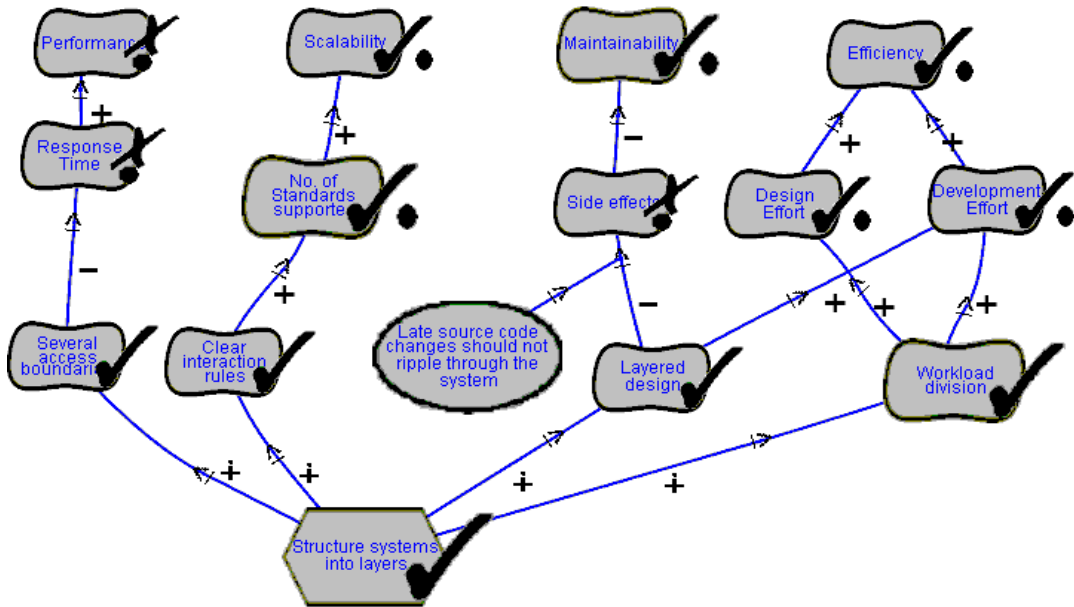 Performance
Scalability
Maintainability
Efficiency
+
+
−
+
+
Response
Time
No. of
Standards
supporte
Side effects
Design
Effort
Development
Effort
−
+
−
+
+
+
Several
access
boundari
Clear
interaction
rules
Late source code
changes should not
ripple through the
system
Layered
design
Workload
division
+
+
+
+
Structure systems
into layers